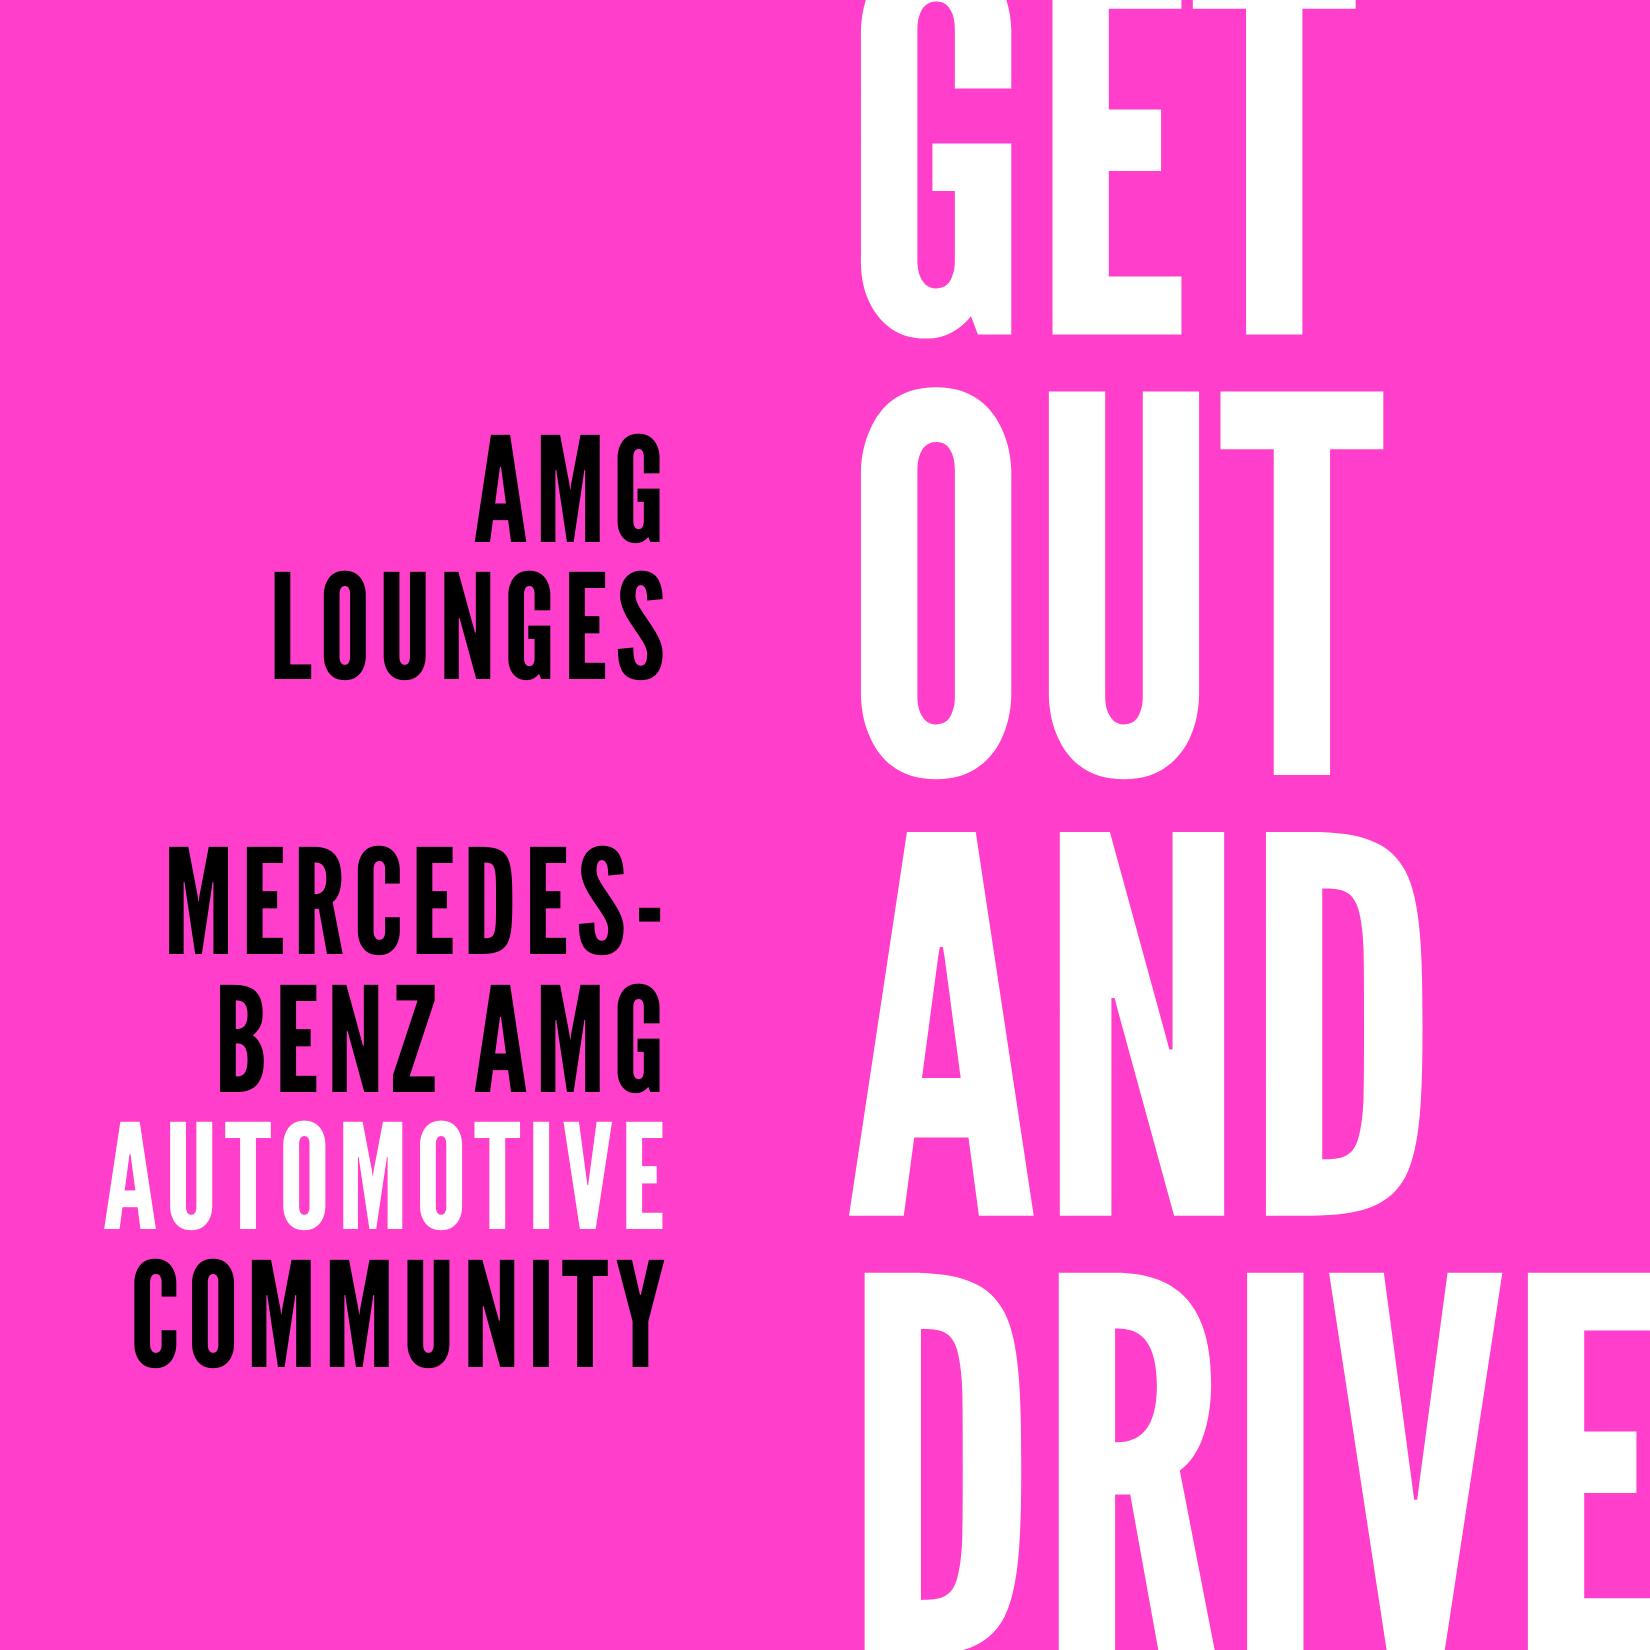 AMG
LOUNGES
MERCEDES-
BENZ AMG
AUTOMOTIVE
COMMUNITY
GET
OUT
AND
DRIVE